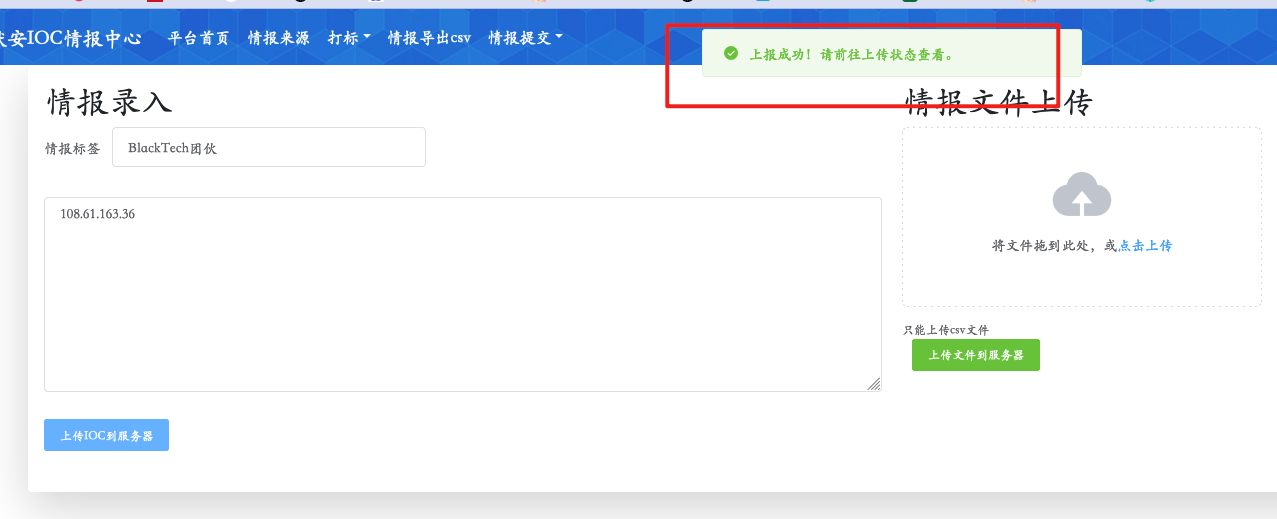 安IOC情报中心 平台首页 情报来源 打标 情报导出csv 情报提交
上报成功！请前往上传状态查看。
情报录入
情报标签 BlackTech团伙
108.61.163.36
上传IOC到服务器
情报文件上传
将文件拖到此处，或点击上传
只能上传csv文件
上传文件到服务器